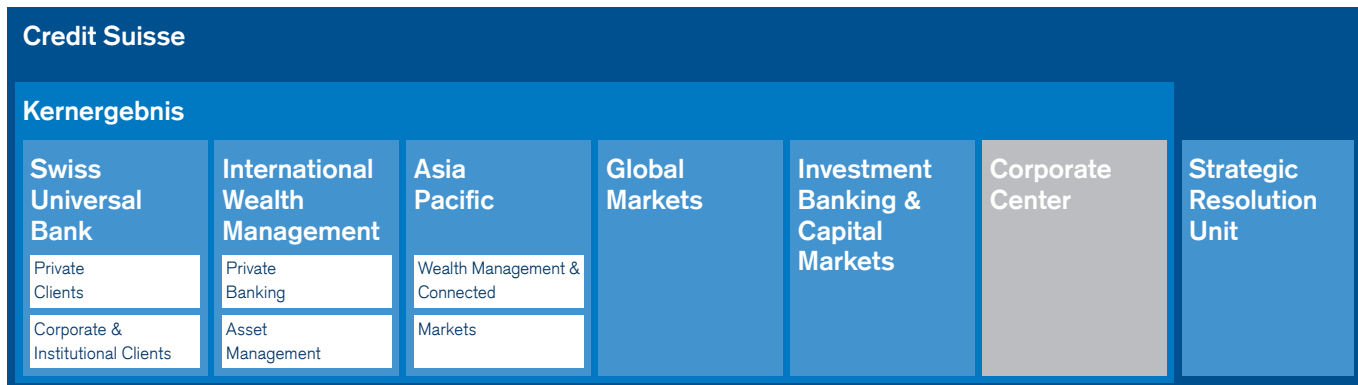 Credit Suisse
Kernergebnis
Swiss
Universal
Bank
Private
Clients
Corporate &
Institutional Clients
International
Wealth
Management
Private
Banking
Asset
Management
Asia
Pacific
Wealth Management &
Connected
Markets
Global
Markets
Investment
Banking &
Capital
Markets
Corporate
Center
Strategic
Resolution
Unit